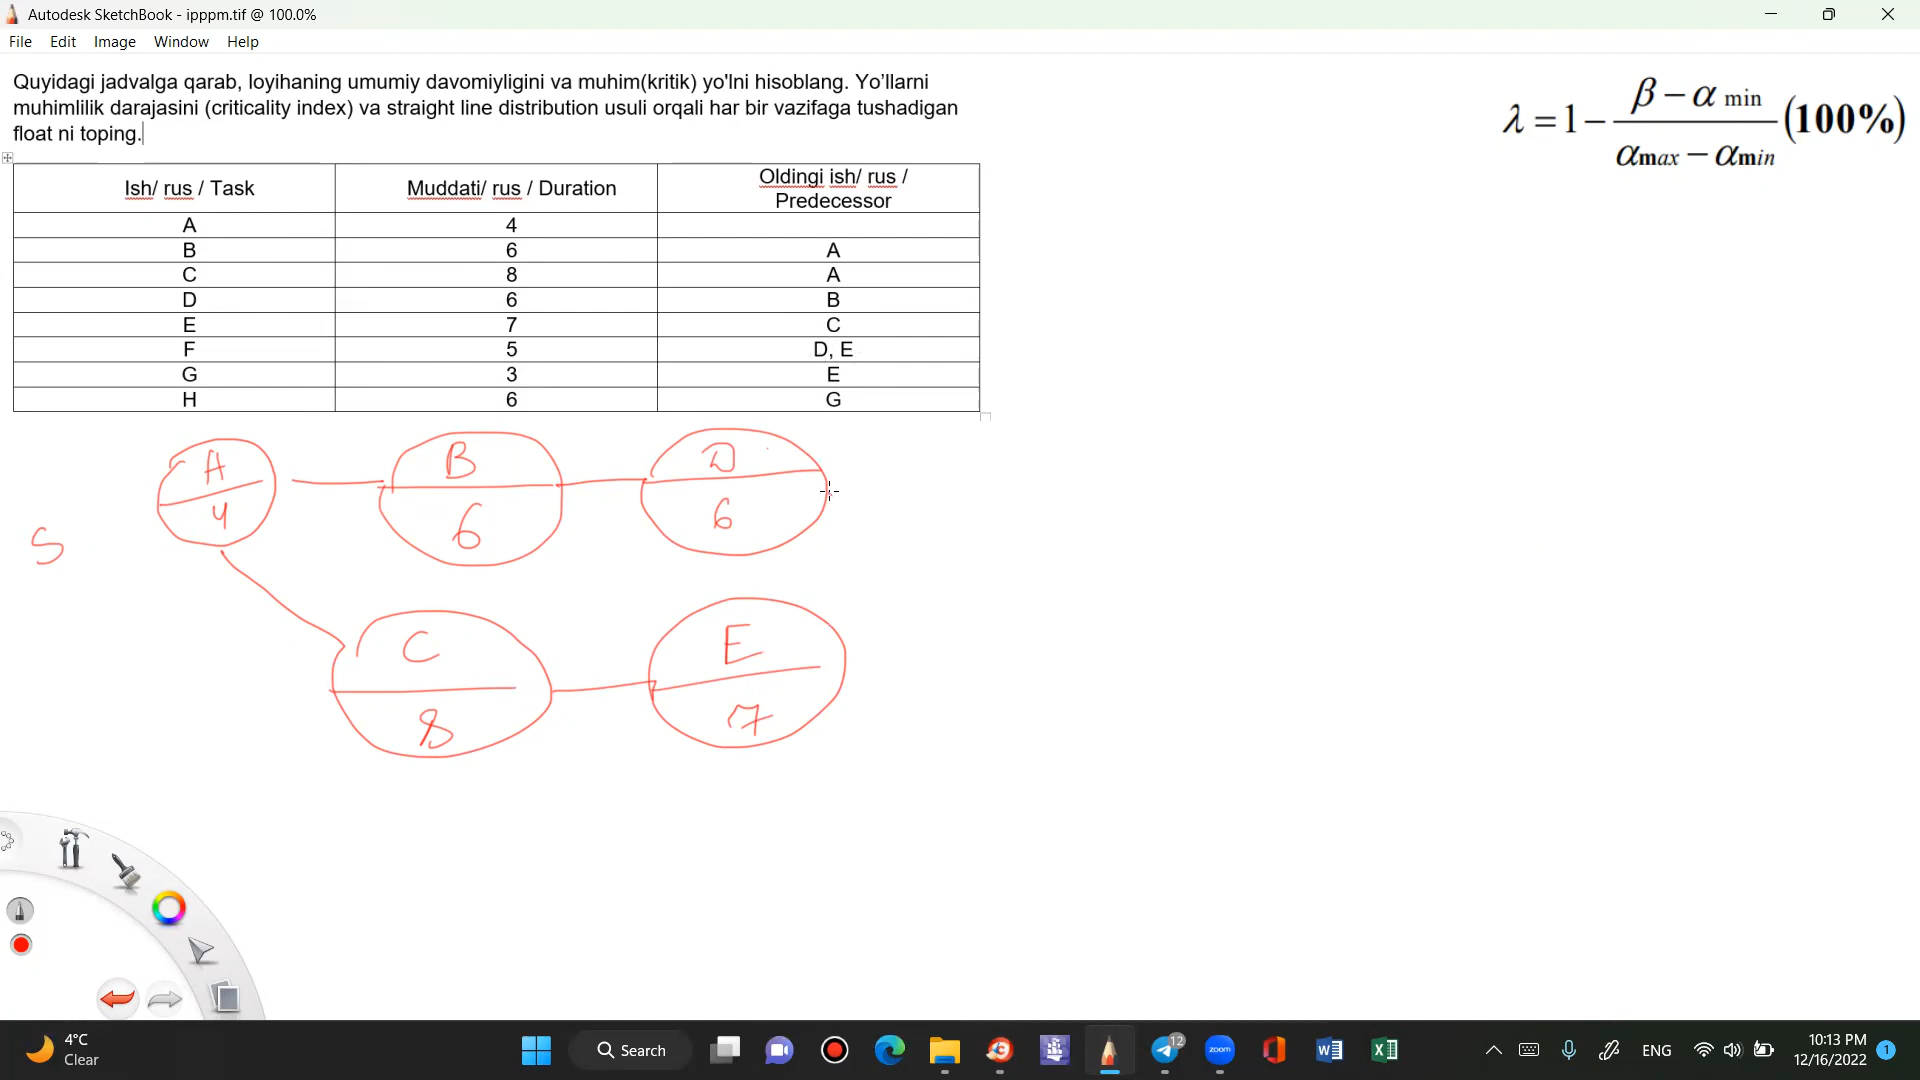 Autodesk SketchBook - ipppm.tif @ 100.0%
File Edit Image Window Help
Quyidagi jadvalga qarab, loyihaning umumiy davomiyligini va muhim(kritik) yo'lni hisoblang. Yo'llarni
muhimlilik darajasini (criticality index) va straight line distribution usuli orqali har bir vazifaga tushadigan
float ni toping.
λ = 1 − (β − α min) / (αmax − αmin) (100%)
Ish/ rus / Task Muddati/ rus / Duration Oldingi ish/ rus / Predecessor
A 4
B 6 A
C 8 A
D 6 B
E 7 C
F 5 D, E
G 3 E
H 6 G
A B D
4 6 6
S
C E
8 7
4°C
Clear
Search
12
zoom
ENG
10:13 PM
12/16/2022
1